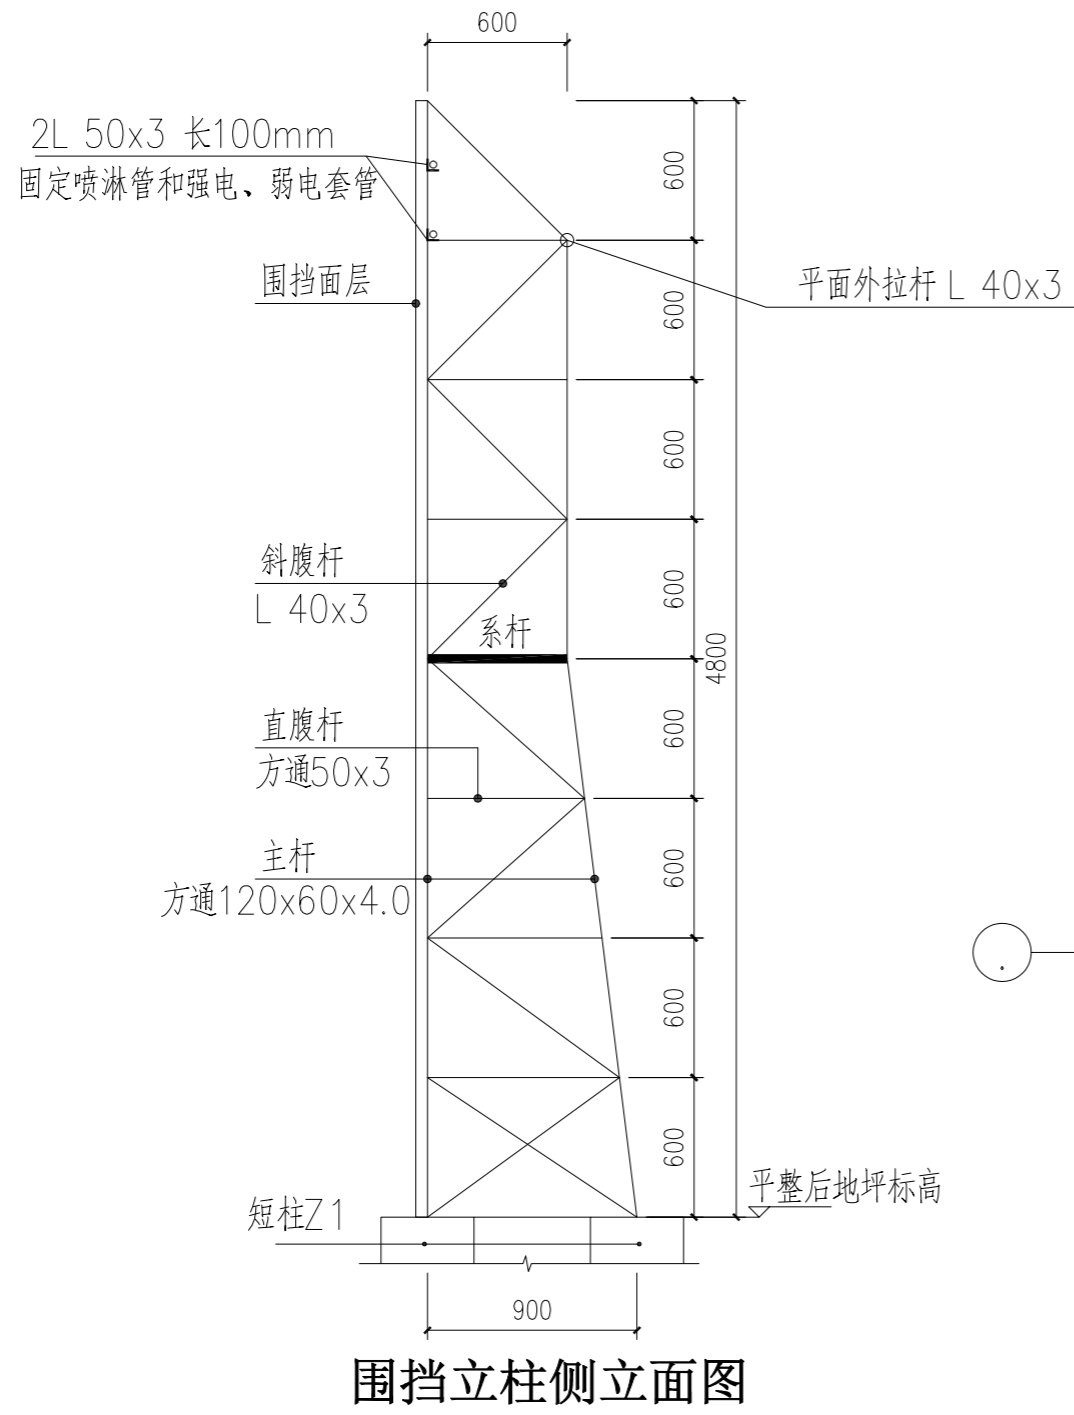 600
2L 50x3 长100mm
固定喷淋管和强电、弱电套管
600
围挡面层
平面外拉杆 L 40x3
600
600
斜腹杆
L 40x3
600
系杆
4800
直腹杆
方通50x3
600
主杆
方通120x60x4.0
600
600
600
平整后地坪标高
短柱Z1
900
围挡立柱侧立面图